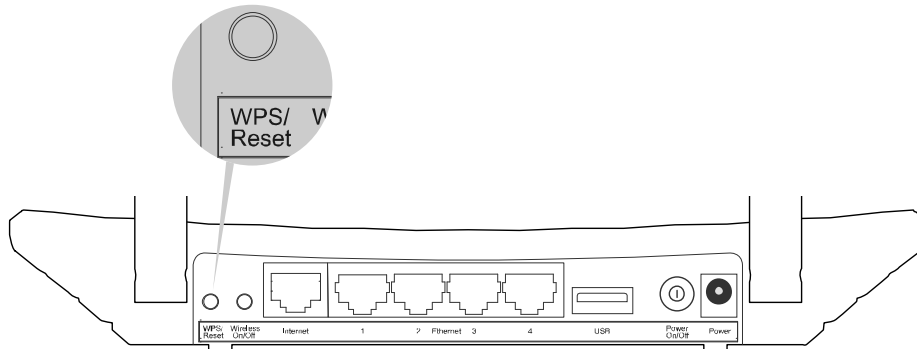 WPS/ W
Reset
WPS/ Wireless Internet 1 2 Ethernet 3 4 USB Power Power
Reset On/Off On/Off